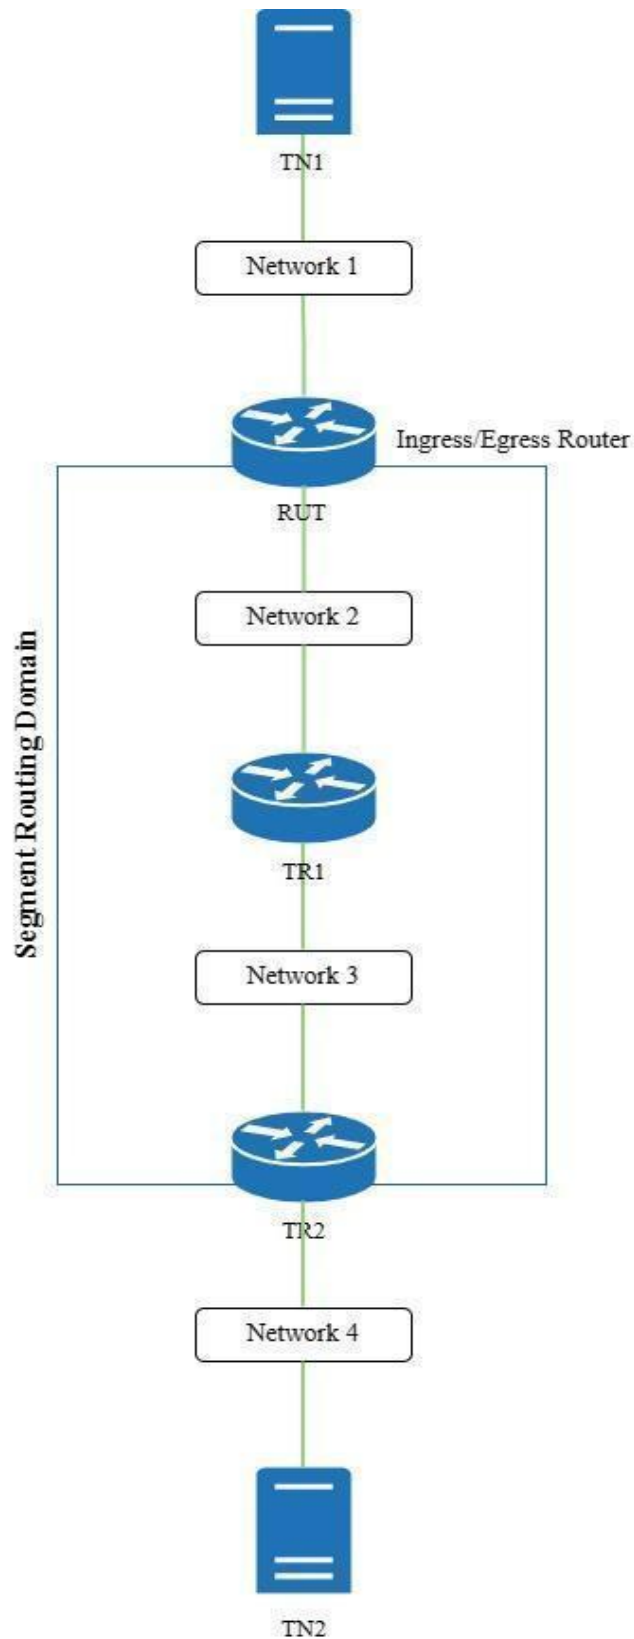 TN1
Network 1
Ingress/Egress Router
RUT
Network 2
Segment Routing Domain
TR1
Network 3
TR2
Network 4
TN2